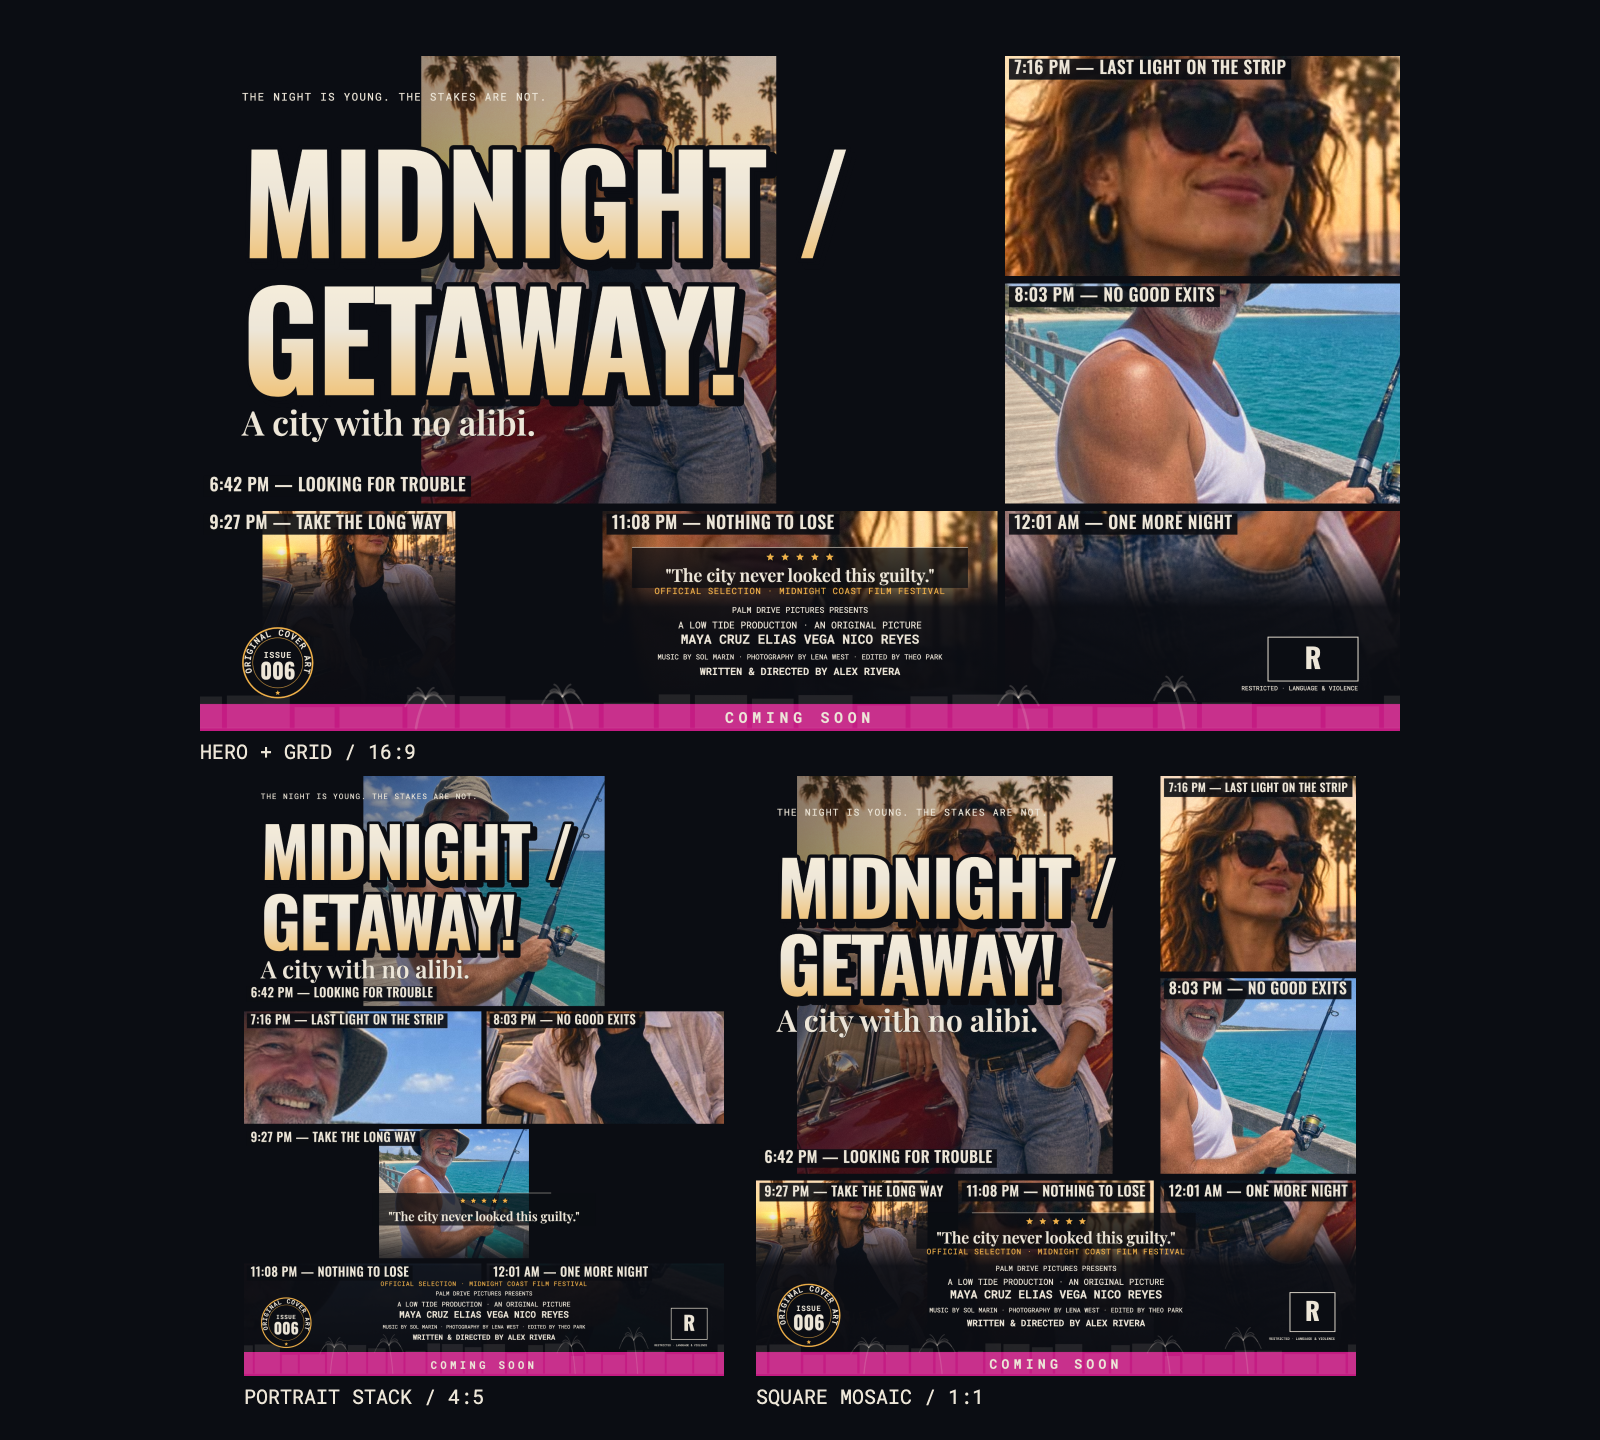 THE NIGHT IS YOUNG. THE STAKES ARE NOT.
MIDNIGHT /
GETAWAY!
A city with no alibi.
6:42 PM — LOOKING FOR TROUBLE
7:16 PM — LAST LIGHT ON THE STRIP
8:03 PM — NO GOOD EXITS
9:27 PM — TAKE THE LONG WAY
11:08 PM — NOTHING TO LOSE
12:01 AM — ONE MORE NIGHT
★ ★ ★ ★ ★
"The city never looked this guilty."
OFFICIAL SELECTION · MIDNIGHT COAST FILM FESTIVAL
PALM DRIVE PICTURES PRESENTS
A LOW TIDE PRODUCTION · AN ORIGINAL PICTURE
MAYA CRUZ ELIAS VEGA NICO REYES
MUSIC BY SOL MARIN · PHOTOGRAPHY BY LENA WEST · EDITED BY THEO PARK
WRITTEN & DIRECTED BY ALEX RIVERA
ORIGINAL COVER ART
ISSUE
006
R
RESTRICTED · LANGUAGE & VIOLENCE
COMING SOON
HERO + GRID / 16:9
THE NIGHT IS YOUNG. THE STAKES ARE NOT.
MIDNIGHT /
GETAWAY!
A city with no alibi.
6:42 PM — LOOKING FOR TROUBLE
7:16 PM — LAST LIGHT ON THE STRIP
8:03 PM — NO GOOD EXITS
9:27 PM — TAKE THE LONG WAY
★ ★ ★ ★ ★
"The city never looked this guilty."
11:08 PM — NOTHING TO LOSE
12:01 AM — ONE MORE NIGHT
OFFICIAL SELECTION · MIDNIGHT COAST FILM FESTIVAL
PALM DRIVE PICTURES PRESENTS
A LOW TIDE PRODUCTION · AN ORIGINAL PICTURE
MAYA CRUZ ELIAS VEGA NICO REYES
MUSIC BY SOL MARIN · PHOTOGRAPHY BY LENA WEST · EDITED BY THEO PARK
WRITTEN & DIRECTED BY ALEX RIVERA
ORIGINAL COVER ART
ISSUE
006
R
RESTRICTED · LANGUAGE & VIOLENCE
COMING SOON
PORTRAIT STACK / 4:5
THE NIGHT IS YOUNG. THE STAKES ARE NOT.
MIDNIGHT /
GETAWAY!
A city with no alibi.
6:42 PM — LOOKING FOR TROUBLE
7:16 PM — LAST LIGHT ON THE STRIP
8:03 PM — NO GOOD EXITS
9:27 PM — TAKE THE LONG WAY
11:08 PM — NOTHING TO LOSE
12:01 AM — ONE MORE NIGHT
★ ★ ★ ★ ★
"The city never looked this guilty."
OFFICIAL SELECTION · MIDNIGHT COAST FILM FESTIVAL
PALM DRIVE PICTURES PRESENTS
A LOW TIDE PRODUCTION · AN ORIGINAL PICTURE
MAYA CRUZ ELIAS VEGA NICO REYES
MUSIC BY SOL MARIN · PHOTOGRAPHY BY LENA WEST · EDITED BY THEO PARK
WRITTEN & DIRECTED BY ALEX RIVERA
ORIGINAL COVER ART
ISSUE
006
R
RESTRICTED · LANGUAGE & VIOLENCE
COMING SOON
SQUARE MOSAIC / 1:1